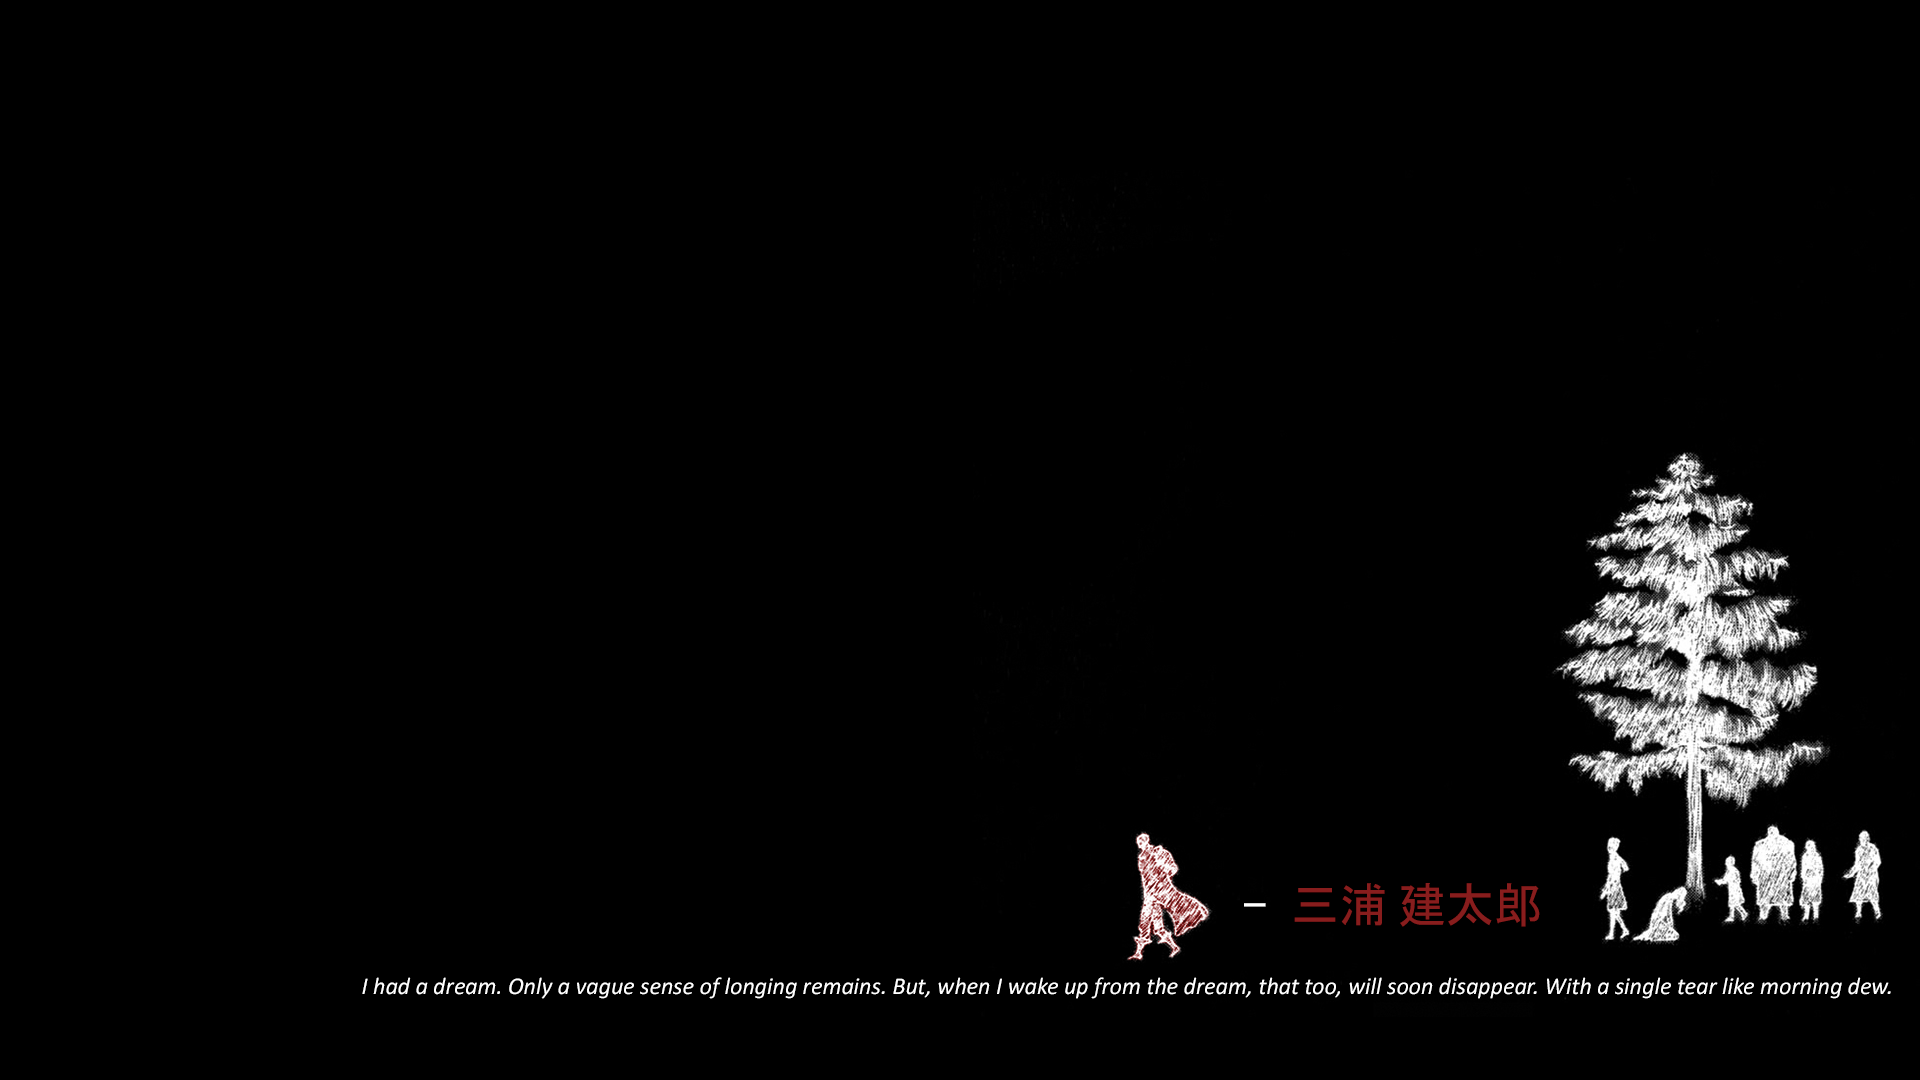 – 三浦 建太郎
I had a dream. Only a vague sense of longing remains. But, when I wake up from the dream, that too, will soon disappear. With a single tear like morning dew.